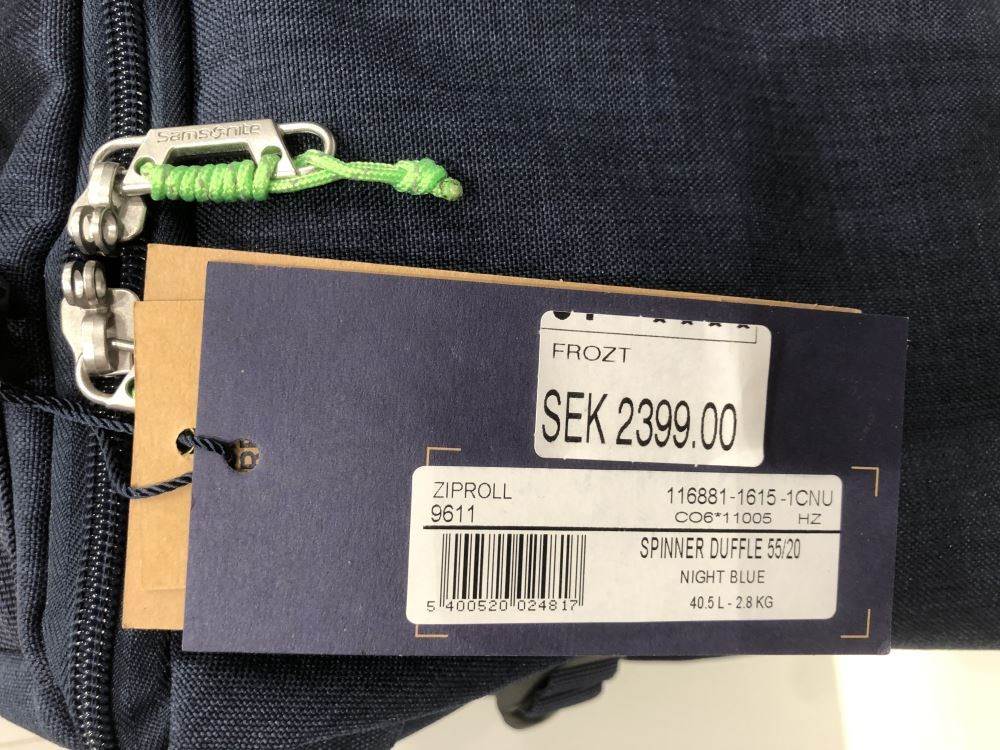 Samsonite
FROZT
SEK 2399.00
ZIPROLL
116881-1615-1CNU
9611
CO6*11005 HZ
SPINNER DUFFLE 55/20
NIGHT BLUE
40.5 L - 2.8 KG
5 400520 024817